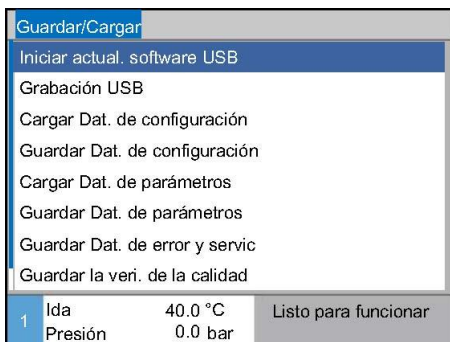 Guardar/Cargar
Iniciar actual. software USB
Grabación USB
Cargar Dat. de configuración
Guardar Dat. de configuración
Cargar Dat. de parámetros
Guardar Dat. de parámetros
Guardar Dat. de error y servic
Guardar la veri. de la calidad
1
Ida 40.0 °C Listo para funcionar
Presión 0.0 bar